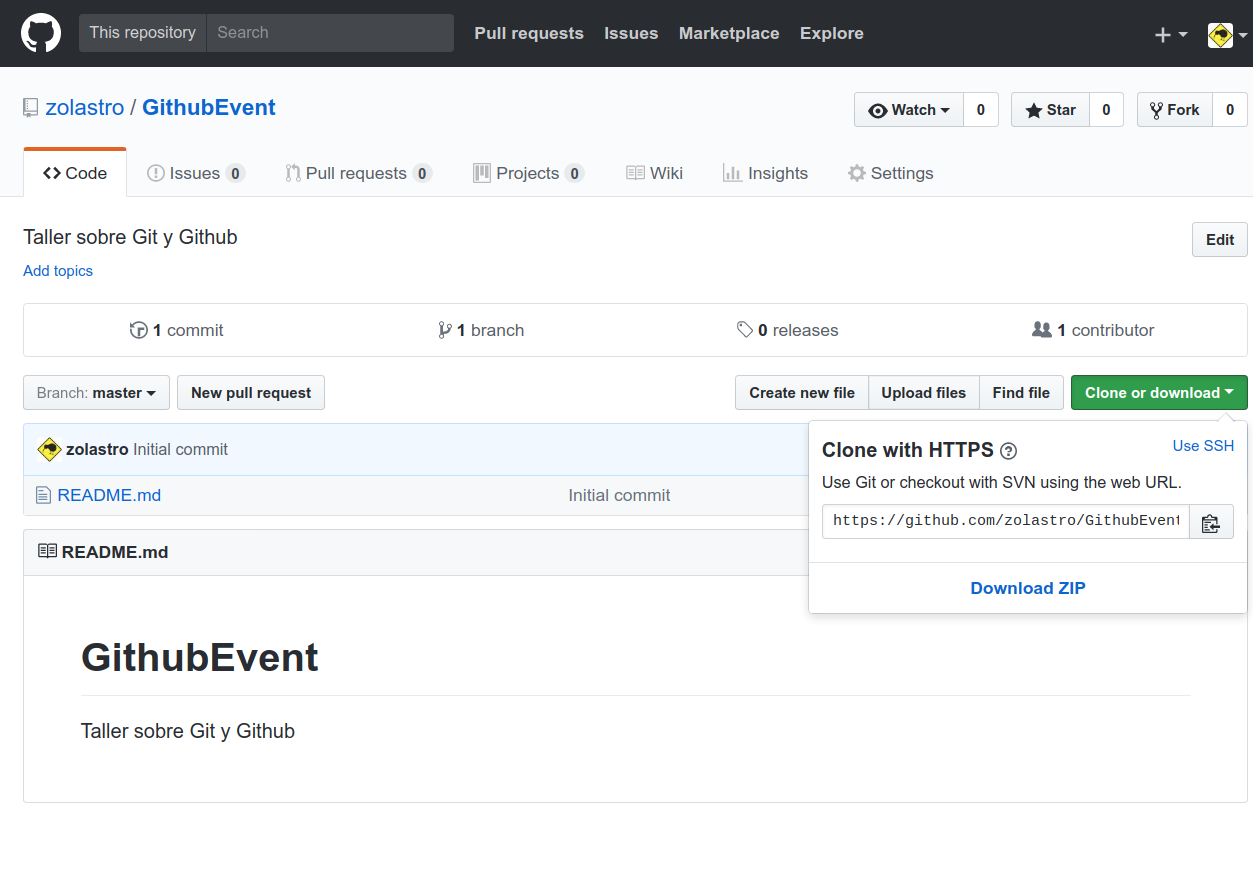 This repository Search Pull requests Issues Marketplace Explore
zolastro / GithubEvent Watch 0 Star 0 Fork 0
Code Issues 0 Pull requests 0 Projects 0 Wiki Insights Settings
Taller sobre Git y Github Edit
Add topics
1 commit 1 branch 0 releases 1 contributor
Branch: master New pull request Create new file Upload files Find file Clone or download
zolastro Initial commit
README.md Initial commit
Clone with HTTPS ? Use SSH
Use Git or checkout with SVN using the web URL.
https://github.com/zolastro/GithubEvent
Download ZIP
README.md
GithubEvent
Taller sobre Git y Github